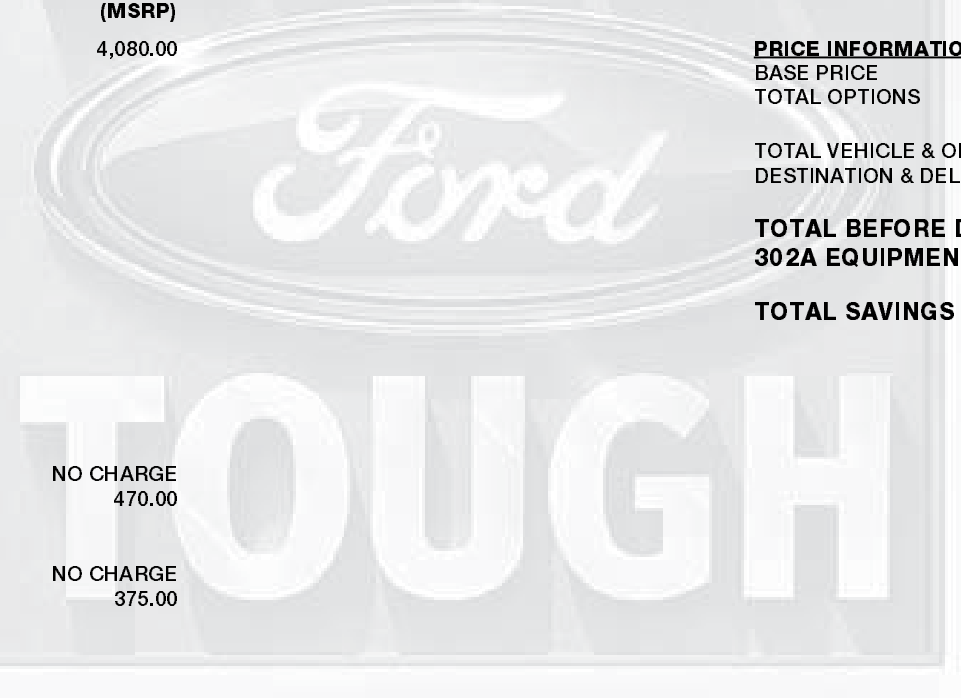 (MSRP)
4,080.00
NO CHARGE
470.00
NO CHARGE
375.00
PRICE INFORMATIO
BASE PRICE
TOTAL OPTIONS
TOTAL VEHICLE &
DESTINATION & DEL
TOTAL BEFORE
302A EQUIPMEN
TOTAL SAVINGS
Ford
TOUGH